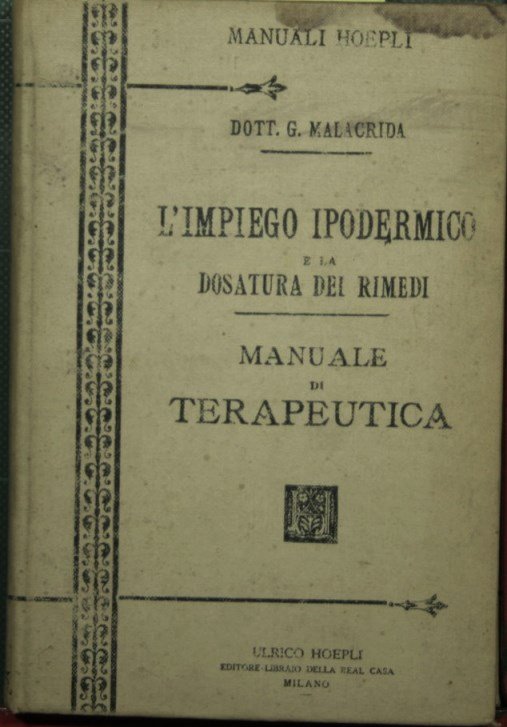 MANUALI HOEPLI
DOTT. G. MALACRIDA
L'IMPIEGO IPODERMICO
E LA
DOSATURA DEI RIMEDI
MANUALE
DI
TERAPEUTICA
H
ULRICO HOEPLI
EDITORE-LIBRAIO DELLA REAL CASA
MILANO